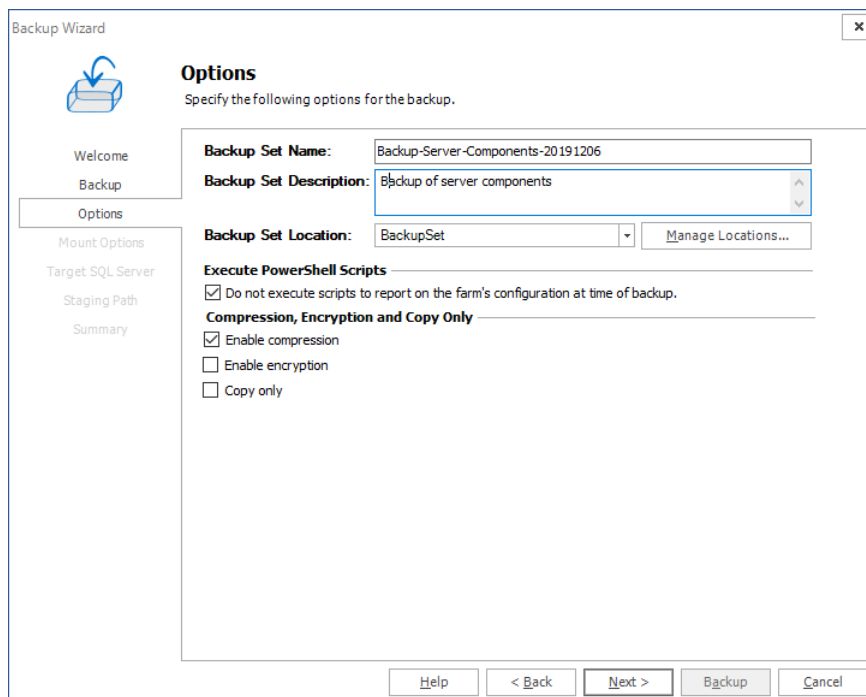 Backup Wizard
Options
Specify the following options for the backup.
Welcome
Backup
Options
Mount Options
Target SQL Server
Staging Path
Summary
Backup Set Name: Backup-Server-Components-20191206
Backup Set Description: Backup of server components
Backup Set Location: BackupSet Manage Locations...
Execute PowerShell Scripts
Do not execute scripts to report on the farm's configuration at time of backup.
Compression, Encryption and Copy Only
Enable compression
Enable encryption
Copy only
Help < Back Next > Backup Cancel